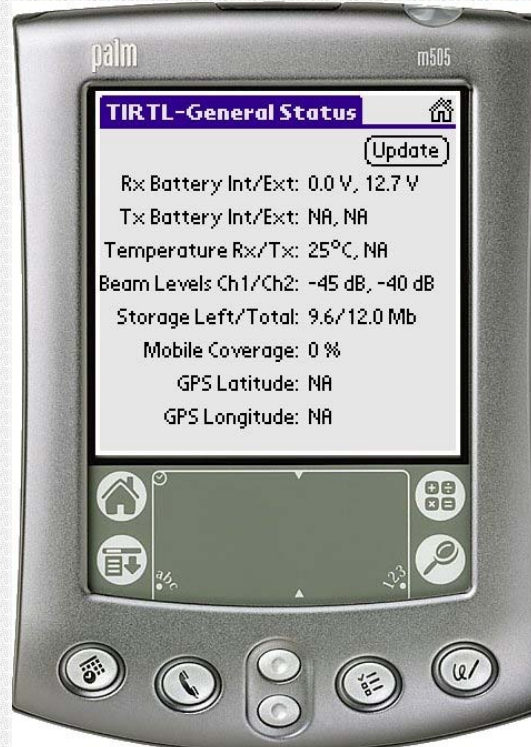 palm m505
TIRTL-General Status
Update
Rx Battery Int/Ext: 0.0 V, 12.7 V
Tx Battery Int/Ext: NA, NA
Temperature Rx/Tx: 25°C, NA
Beam Levels Ch1/Ch2: -45 dB, -40 dB
Storage Left/Total: 9.6/12.0 Mb
Mobile Coverage: 0 %
GPS Latitude: NA
GPS Longitude: NA
abc 123